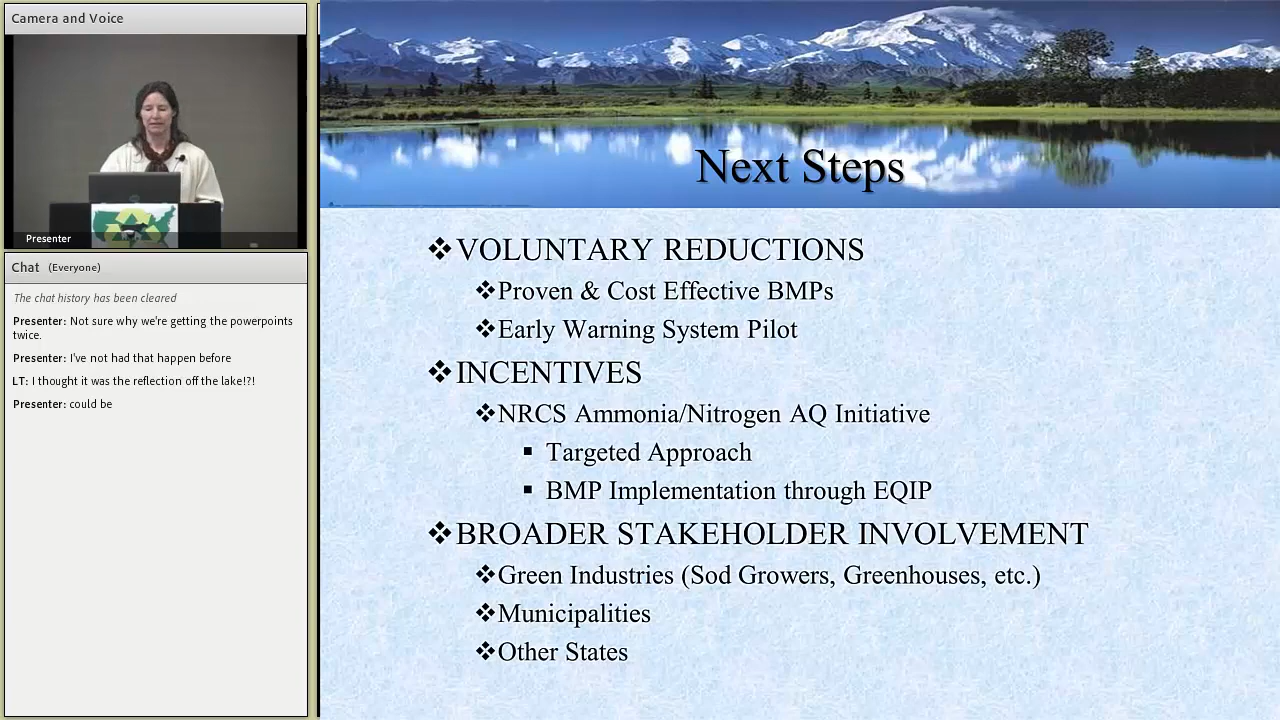 Camera and Voice
Presenter
Chat (Everyone)
The chat history has been cleared
Presenter: Not sure why we're getting the powerpoints
twice.
Presenter: I've not had that happen before
LT: I thought it was the reflection off the lake!?!
Presenter: could be
Next Steps
❖VOLUNTARY REDUCTIONS
❖Proven & Cost Effective BMPs
❖Early Warning System Pilot
❖INCENTIVES
❖NRCS Ammonia/Nitrogen AQ Initiative
▪ Targeted Approach
▪ BMP Implementation through EQIP
❖BROADER STAKEHOLDER INVOLVEMENT
❖Green Industries (Sod Growers, Greenhouses, etc.)
❖Municipalities
❖Other States